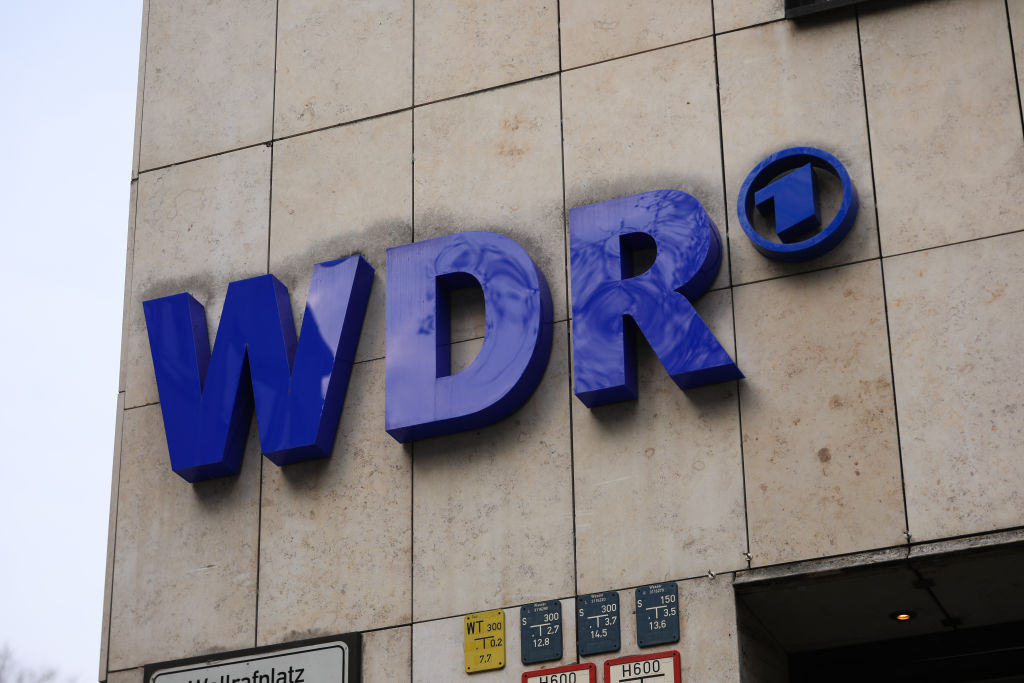 WDR 1
Wallrafplatz
WT 300
0.2
7.7
S 300
2.7
12.8
S 300
3.7
14.5
S 150
3.5
13.6
H600
H600